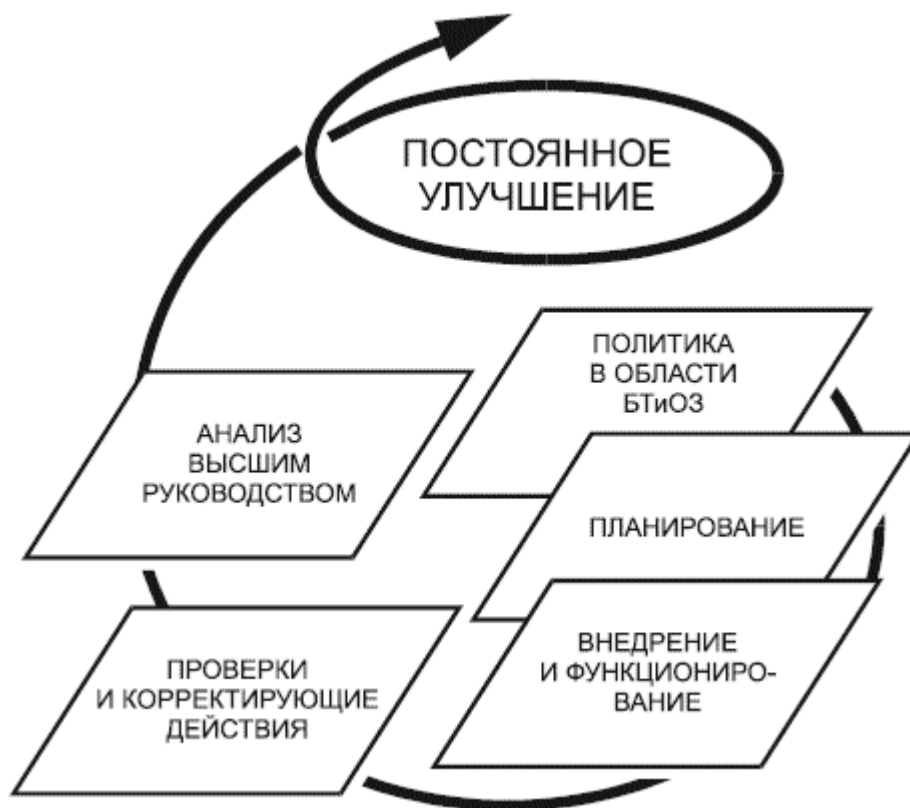 ПОСТОЯННОЕ
УЛУЧШЕНИЕ
ПОЛИТИКА
В ОБЛАСТИ
БТиОЗ
АНАЛИЗ
ВЫСШИМ
РУКОВОДСТВОМ
ПЛАНИРОВАНИЕ
ВНЕДРЕНИЕ
И ФУНКЦИОНИРО-
ВАНИЕ
ПРОВЕРКИ
И КОРРЕКТИРУЮЩИЕ
ДЕЙСТВИЯ